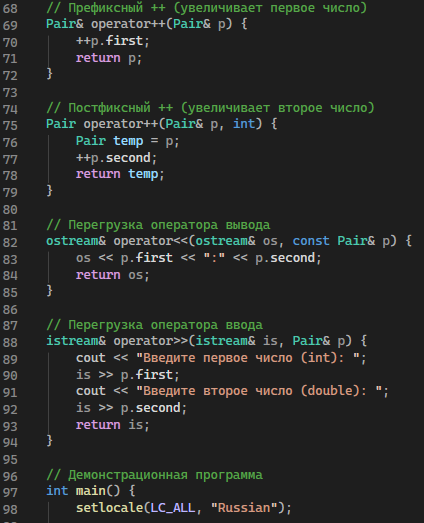 68 // Префиксный ++ (увеличивает первое число)
69 Pair& operator++(Pair& p) {
70     ++p.first;
71     return p;
72 }
73
74 // Постфиксный ++ (увеличивает второе число)
75 Pair operator++(Pair& p, int) {
76     Pair temp = p;
77     ++p.second;
78     return temp;
79 }
80
81 // Перегрузка оператора вывода
82 ostream& operator<<(ostream& os, const Pair& p) {
83     os << p.first << ":" << p.second;
84     return os;
85 }
86
87 // Перегрузка оператора ввода
88 istream& operator>>(istream& is, Pair& p) {
89     cout << "Введите первое число (int): ";
90     is >> p.first;
91     cout << "Введите второе число (double): ";
92     is >> p.second;
93     return is;
94 }
95
96 // Демонстрационная программа
97 int main() {
98     setlocale(LC_ALL, "Russian");